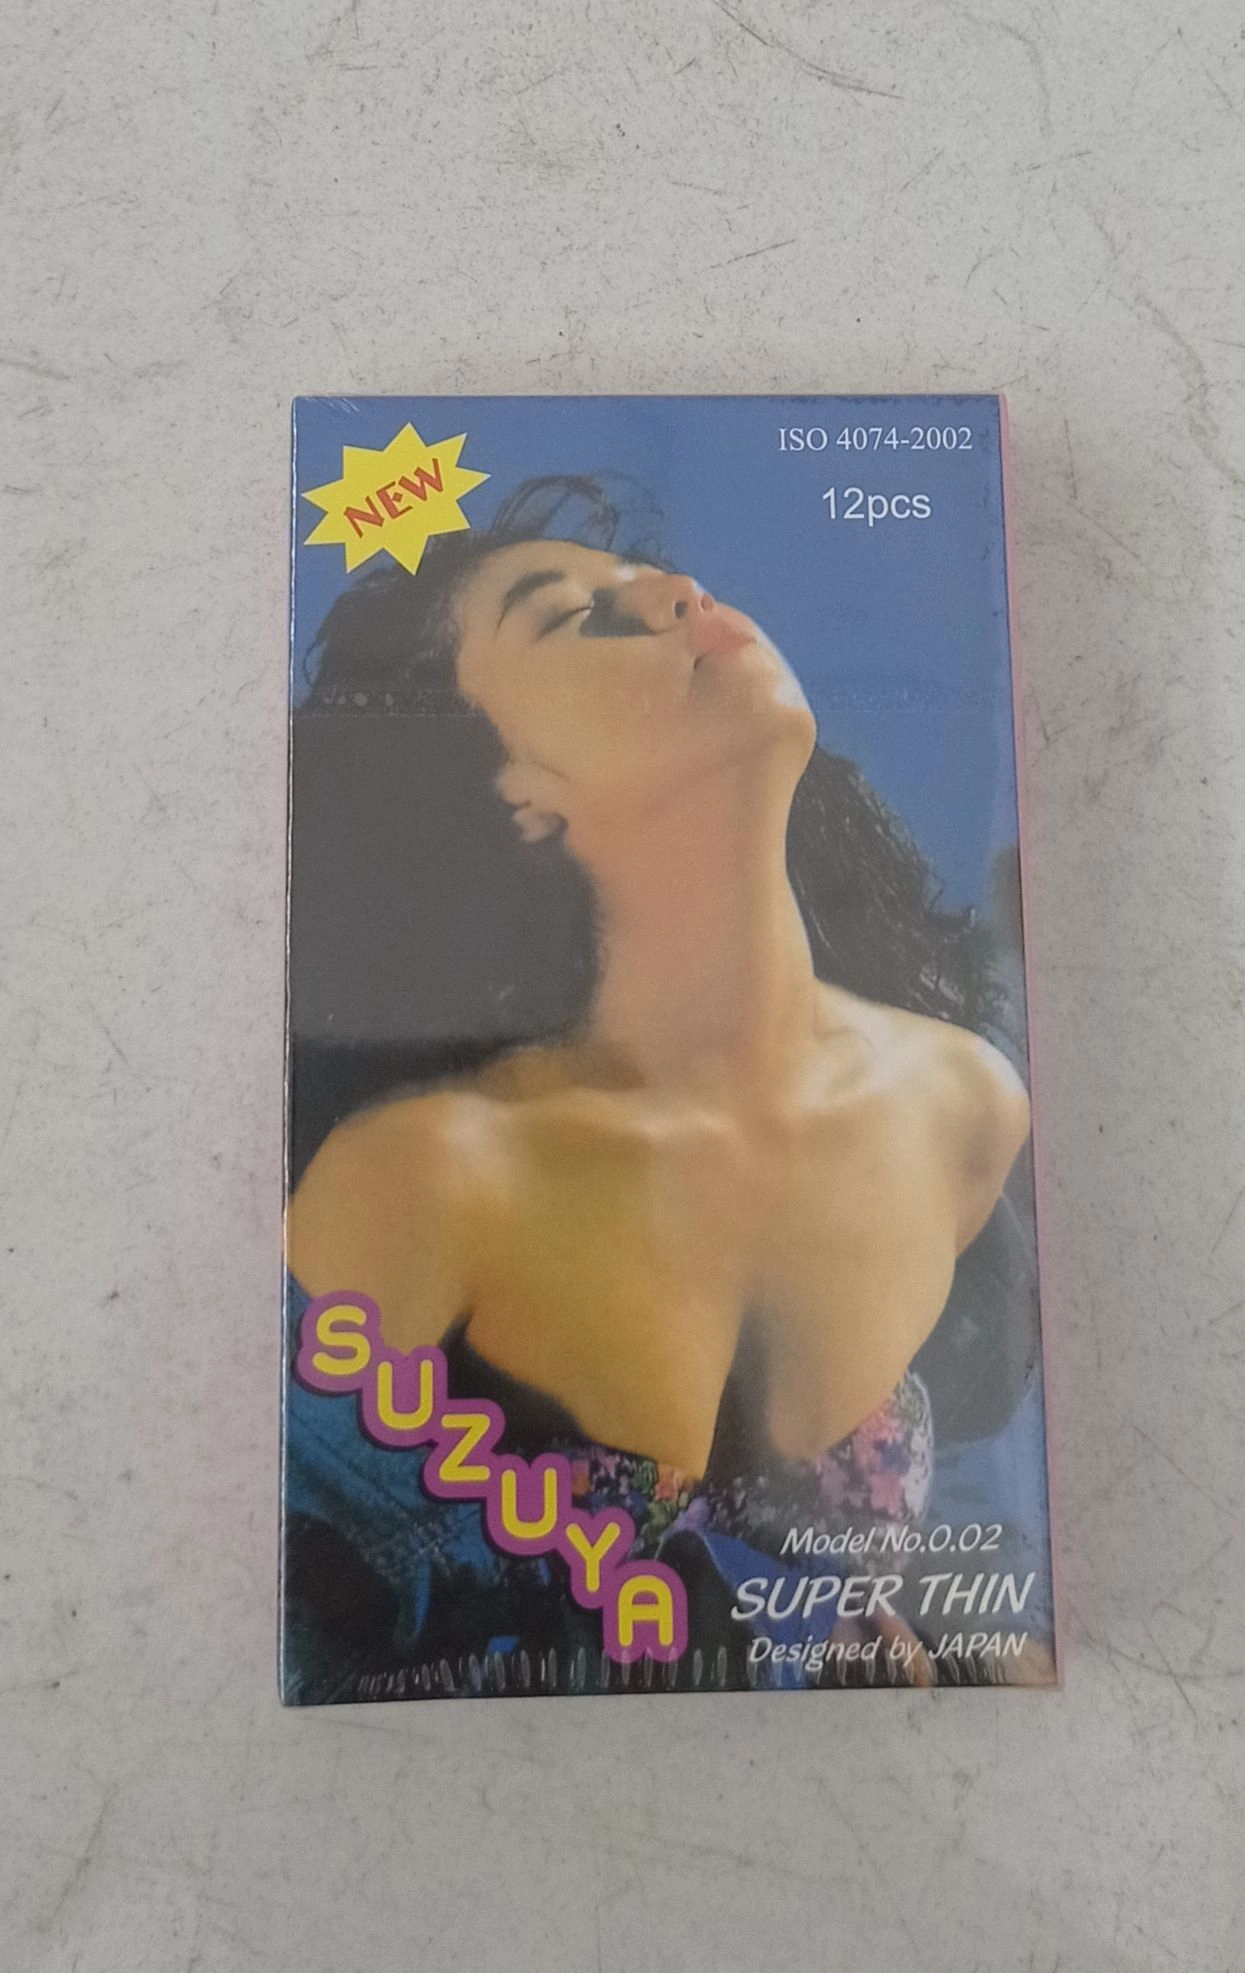 NEW
ISO 4074-2002
12pcs
SUZUYA
Model No.0.02
SUPER THIN
Designed by JAPAN